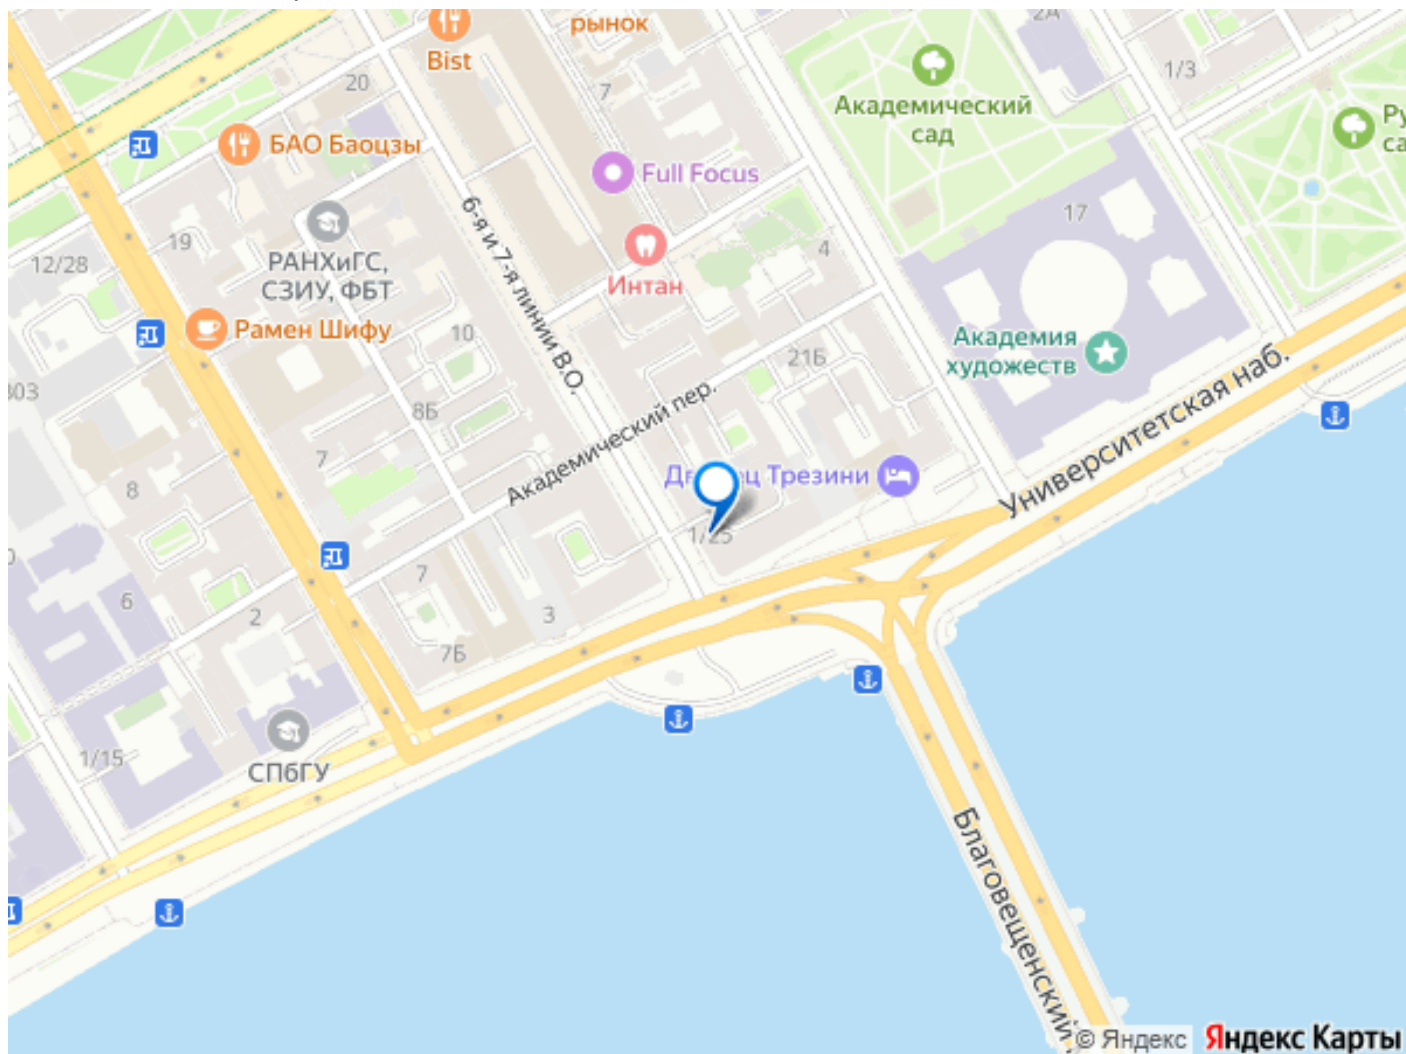 рынок
2А
Bist
20
7
1/3
Академический
сад
БАО Баоцзы
Full Focus
17
19
12/28
РАНХиГС,
СЗИУ, ФБТ
4
6-я и 7-я линии В.О.
Интан
Рамен Шифу
10
Академия
художеств
21Б
Университетская наб.
8Б
Академический пер.
7
8
Трезини
1/25
7
6
2
3
7Б
1/15
СПбГУ
Благовещенский
© Яндекс
Яндекс Карты